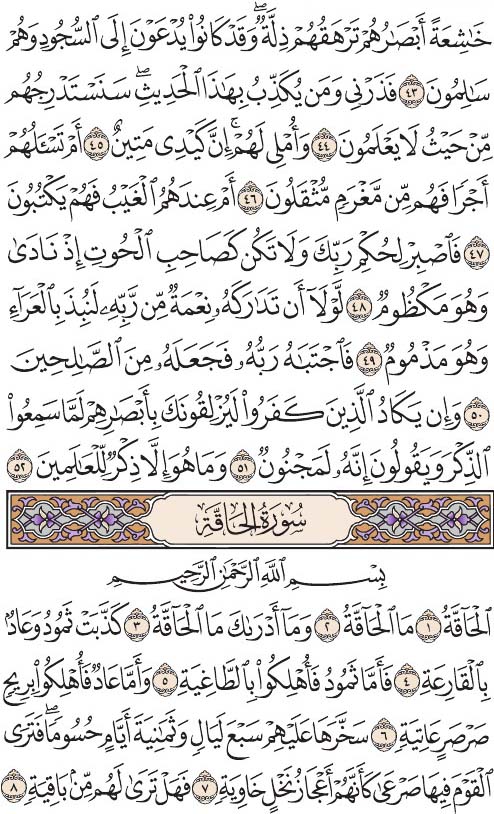 خَٰشِعَةً أَبْصَٰرُهُمْ تَرْهَقُهُمْ ذِلَّةٌۖ وَقَدْ كَانُوا۟ يُدْعَوْنَ إِلَى ٱلسُّجُودِ وَهُمْ
سَٰلِمُونَ ٤٣ فَذَرْنِى وَمَن يُكَذِّبُ بِهَٰذَا ٱلْحَدِيثِۖ سَنَسْتَدْرِجُهُم
مِّنْ حَيْثُ لَا يَعْلَمُونَ ٤٤ وَأُمْلِى لَهُمْۚ إِنَّ كَيْدِى مَتِينٌ ٤٥ أَمْ تَسْـَٔلُهُمْ
أَجْرًا فَهُم مِّن مَّغْرَمٍ مُّثْقَلُونَ ٤٦ أَمْ عِندَهُمُ ٱلْغَيْبُ فَهُمْ يَكْتُبُونَ
٤٧ فَٱصْبِرْ لِحُكْمِ رَبِّكَ وَلَا تَكُن كَصَاحِبِ ٱلْحُوتِ إِذْ نَادَىٰ
وَهُوَ مَكْظُومٌ ٤٨ لَّوْلَآ أَن تَدَٰرَكَهُۥ نِعْمَةٌ مِّن رَّبِّهِۦ لَنُبِذَ بِٱلْعَرَآءِ
وَهُوَ مَذْمُومٌ ٤٩ فَٱجْتَبَٰهُ رَبُّهُۥ فَجَعَلَهُۥ مِنَ ٱلصَّٰلِحِينَ
٥٠ وَإِن يَكَادُ ٱلَّذِينَ كَفَرُوا۟ لَيُزْلِقُونَكَ بِأَبْصَٰرِهِمْ لَمَّا سَمِعُوا۟
ٱلذِّكْرَ وَيَقُولُونَ إِنَّهُۥ لَمَجْنُونٌ ٥١ وَمَا هُوَ إِلَّا ذِكْرٌ لِّلْعَٰلَمِينَ ٥٢
سُورَةُ الحَاقَّةِ
بِسْمِ ٱللَّهِ ٱلرَّحْمَٰنِ ٱلرَّحِيمِ
ٱلْحَآقَّةُ ١ مَا ٱلْحَآقَّةُ ٢ وَمَآ أَدْرَىٰكَ مَا ٱلْحَآقَّةُ ٣ كَذَّبَتْ ثَمُودُ وَعَادٌۢ
بِٱلْقَارِعَةِ ٤ فَأَمَّا ثَمُودُ فَأُهْلِكُوا۟ بِٱلطَّاغِيَةِ ٥ وَأَمَّا عَادٌ فَأُهْلِكُوا۟ بِرِيحٍ
صَرْصَرٍ عَاتِيَةٍ ٦ سَخَّرَهَا عَلَيْهِمْ سَبْعَ لَيَالٍ وَثَمَٰنِيَةَ أَيَّامٍ حُسُومًاۖ فَتَرَى
ٱلْقَوْمَ فِيهَا صَرْعَىٰ كَأَنَّهُمْ أَعْجَازُ نَخْلٍ خَاوِيَةٍ ٧ فَهَلْ تَرَىٰ لَهُم مِّنۢ بَاقِيَةٍ ٨